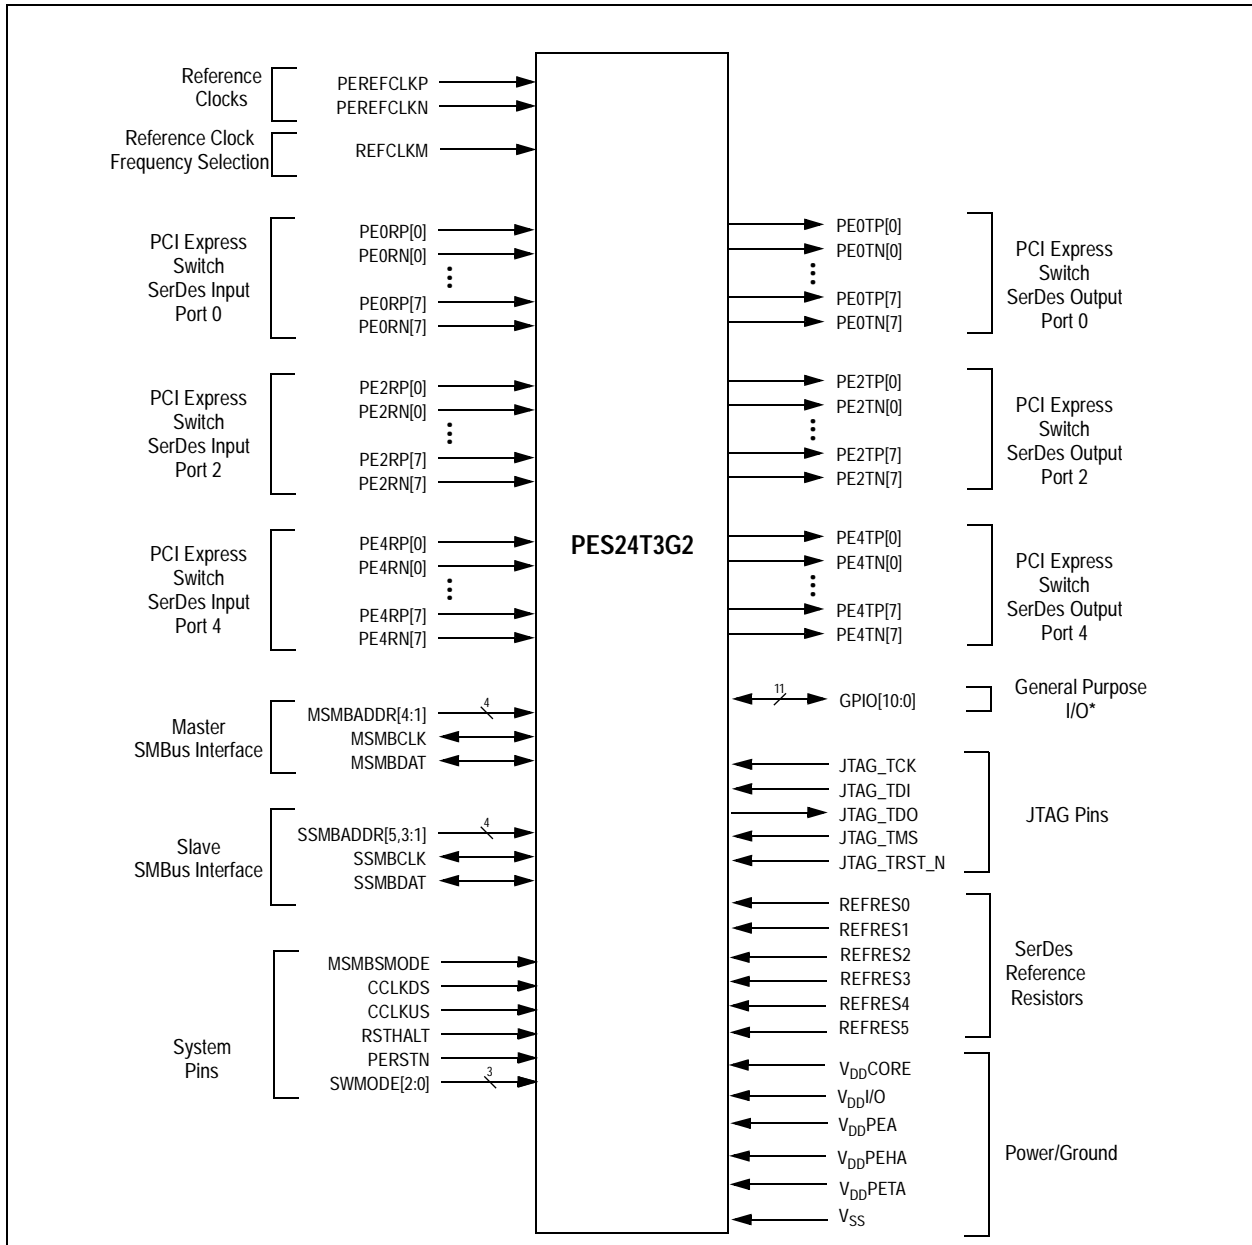 Reference
Clocks
PEREFCLKP
PEREFCLKN
Reference Clock
Frequency Selection
REFCLKM
PCI Express
Switch
SerDes Input
Port 0
PE0RP[0]
PE0RN[0]
PE0RP[7]
PE0RN[7]
PCI Express
Switch
SerDes Input
Port 2
PE2RP[0]
PE2RN[0]
PE2RP[7]
PE2RN[7]
PCI Express
Switch
SerDes Input
Port 4
PE4RP[0]
PE4RN[0]
PE4RP[7]
PE4RN[7]
Master
SMBus Interface
MSMBADDR[4:1]
4
MSMBCLK
MSMBDAT
Slave
SMBus Interface
SSMBADDR[5,3:1]
4
SSMBCLK
SSMBDAT
System
Pins
MSMBSMODE
CCLKDS
CCLKUS
RSTHALT
PERSTN
SWMODE[2:0]
3
PES24T3G2
PE0TP[0]
PE0TN[0]
PE0TP[7]
PE0TN[7]
PCI Express
Switch
SerDes Output
Port 0
PE2TP[0]
PE2TN[0]
PE2TP[7]
PE2TN[7]
PCI Express
Switch
SerDes Output
Port 2
PE4TP[0]
PE4TN[0]
PE4TP[7]
PE4TN[7]
PCI Express
Switch
SerDes Output
Port 4
11
GPIO[10:0]
General Purpose
I/O*
JTAG_TCK
JTAG_TDI
JTAG_TDO
JTAG_TMS
JTAG_TRST_N
JTAG Pins
REFRES0
REFRES1
REFRES2
REFRES3
REFRES4
REFRES5
SerDes
Reference
Resistors
VDDCORE
VDDI/O
VDDPEA
VDDPEHA
VDDPETA
VSS
Power/Ground